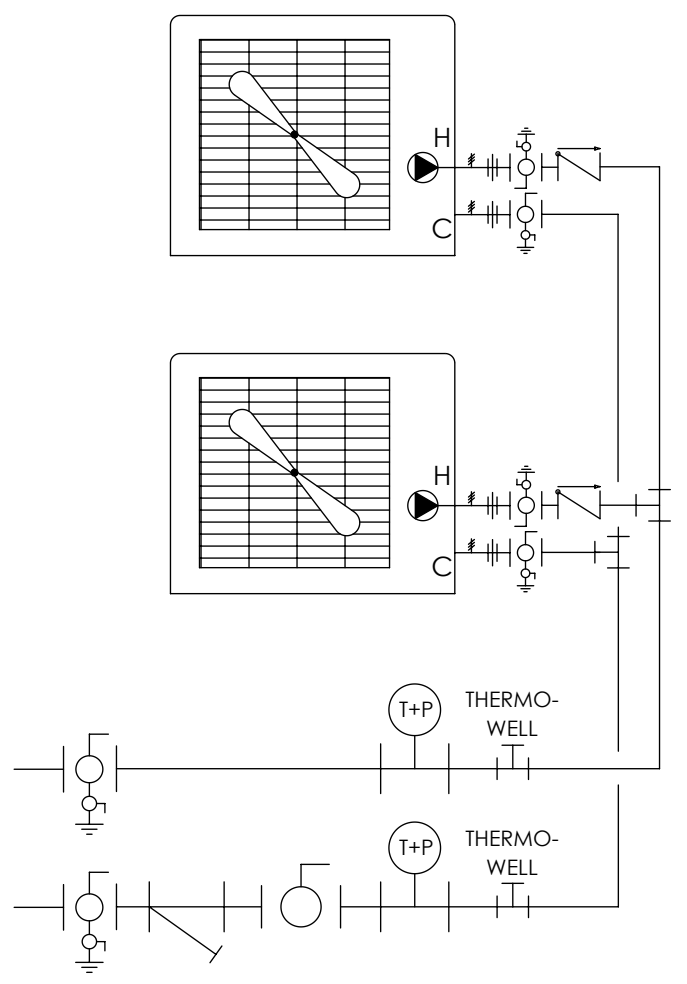 H
C
H
C
T+P
THERMO-
WELL
T+P
THERMO-
WELL